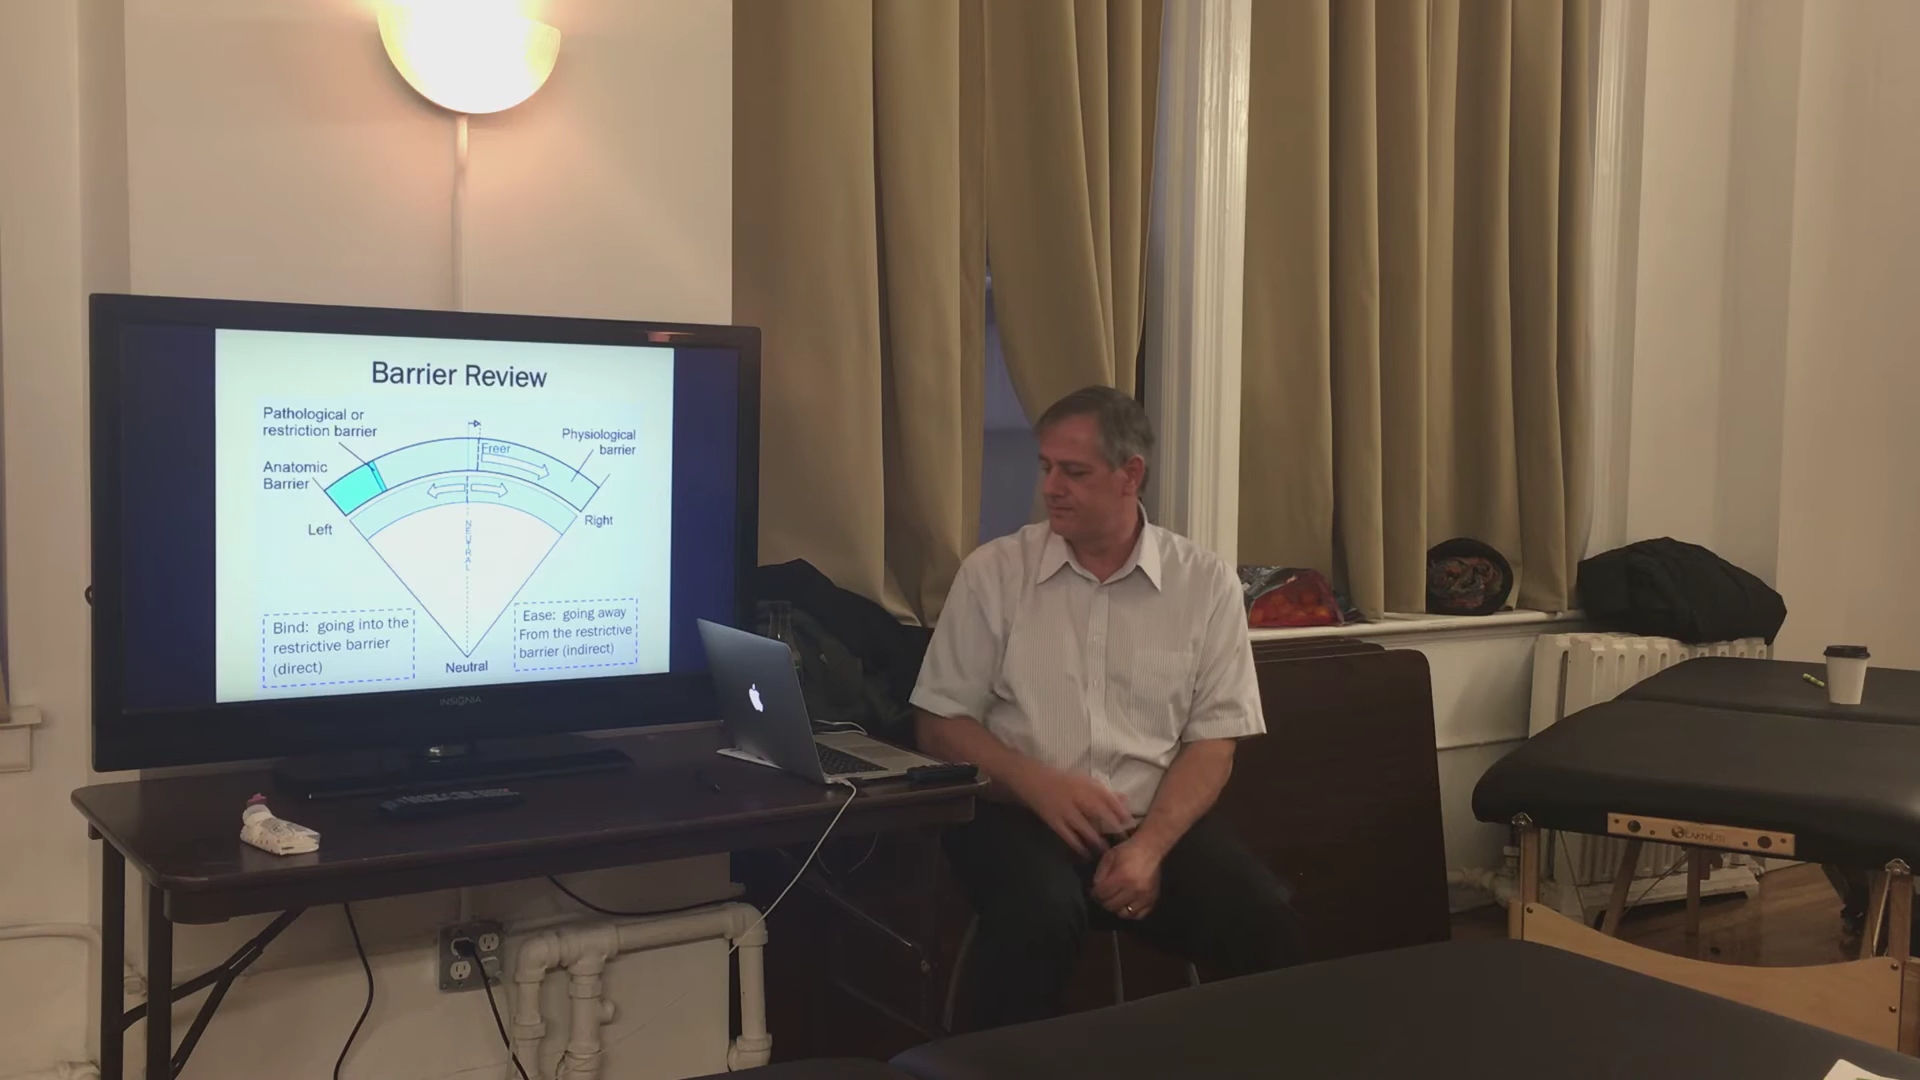 Barrier Review
Pathological or
restriction barrier
Physiological
barrier
Freer
Anatomic
Barrier
Left
Right
NEUTRAL
Bind: going into the
restrictive barrier
(direct)
Ease: going away
From the restrictive
barrier (indirect)
Neutral
INSIGNIA